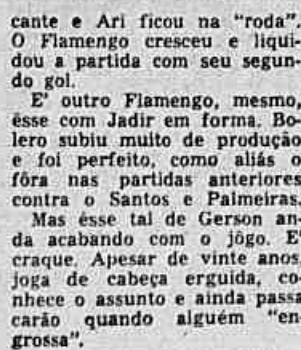 cante e Ari ficou na "roda".
O Flamengo cresceu e liqui-
dou a partida com seu segun-
do gol.
E' outro Flamengo, mesmo,
êsse com Jadir em forma. Bo-
lero subiu muito de produção
e foi perfeito, como aliás o
fôra nas partidas anteriores
contra o Santos e Palmeiras.
Mas êsse tal de Gerson an-
da acabando com o jôgo. E'
craque. Apesar de vinte anos,
joga de cabeça erguida, co-
nhece o assunto e ainda passa
carão quando alguém "en-
grossa".